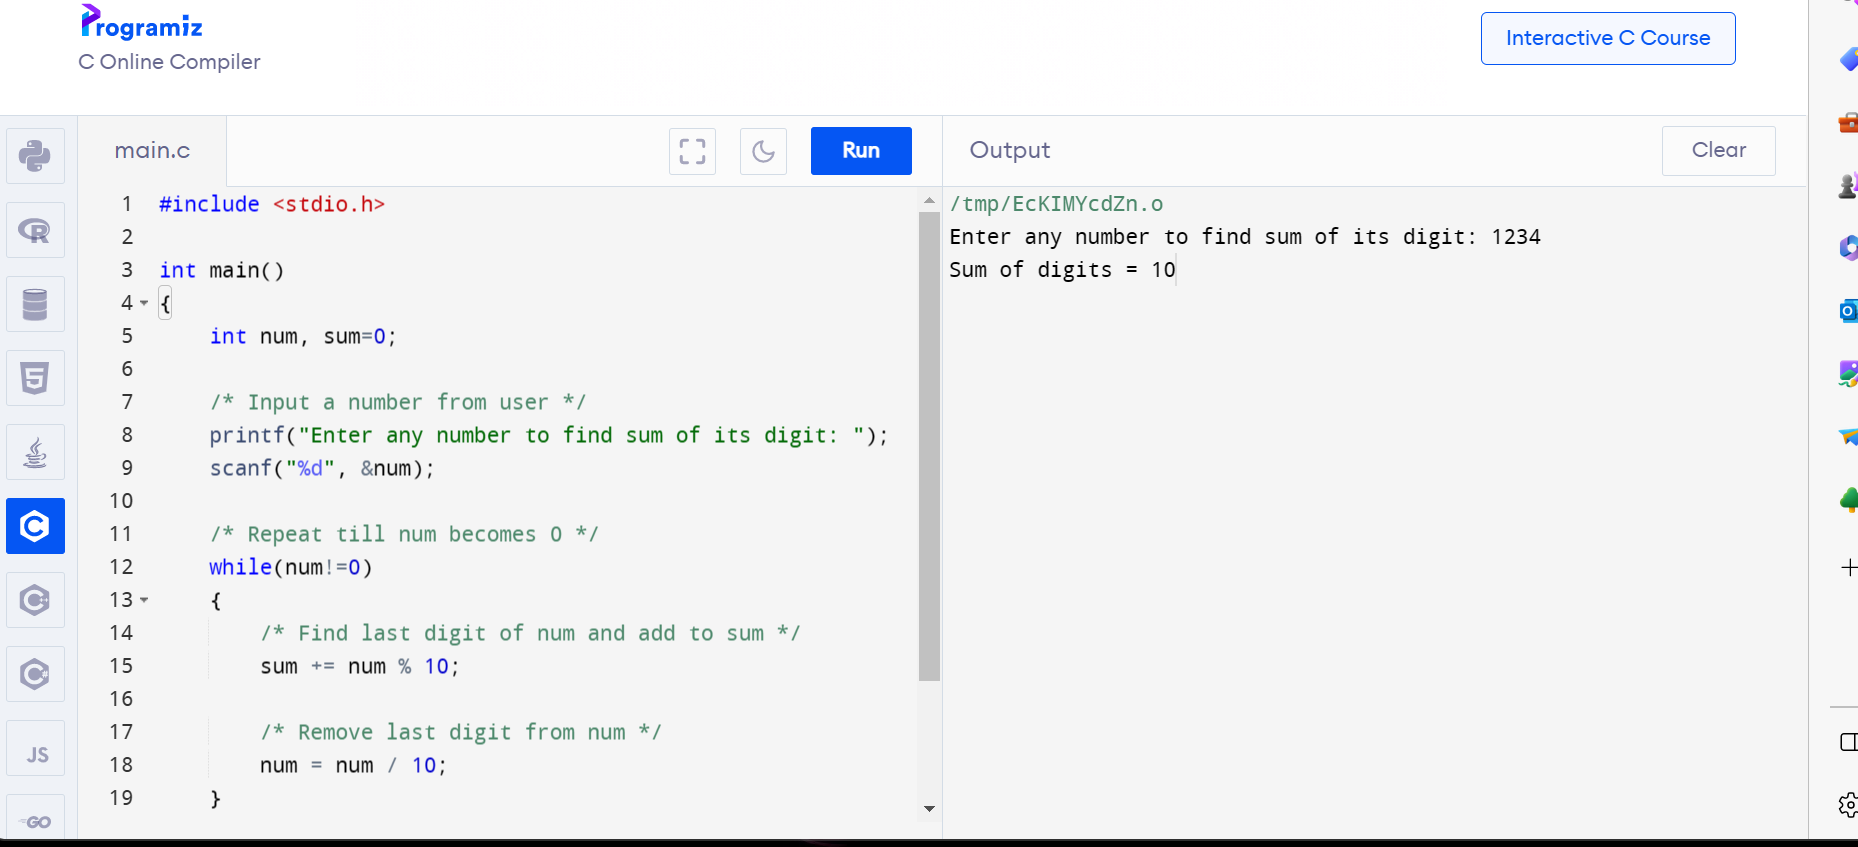 Programiz
C Online Compiler
Interactive C Course
main.c
Run
Output
Clear
1 #include <stdio.h>
2
3 int main()
4 {
5     int num, sum=0;
6
7     /* Input a number from user */
8     printf("Enter any number to find sum of its digit: ");
9     scanf("%d", &num);
10
11     /* Repeat till num becomes 0 */
12     while(num!=0)
13     {
14         /* Find last digit of num and add to sum */
15         sum += num % 10;
16
17         /* Remove last digit from num */
18         num = num / 10;
19     }
/tmp/EcKIMYcdZn.o
Enter any number to find sum of its digit: 1234
Sum of digits = 10
R
5
C
C
C
JS
GO